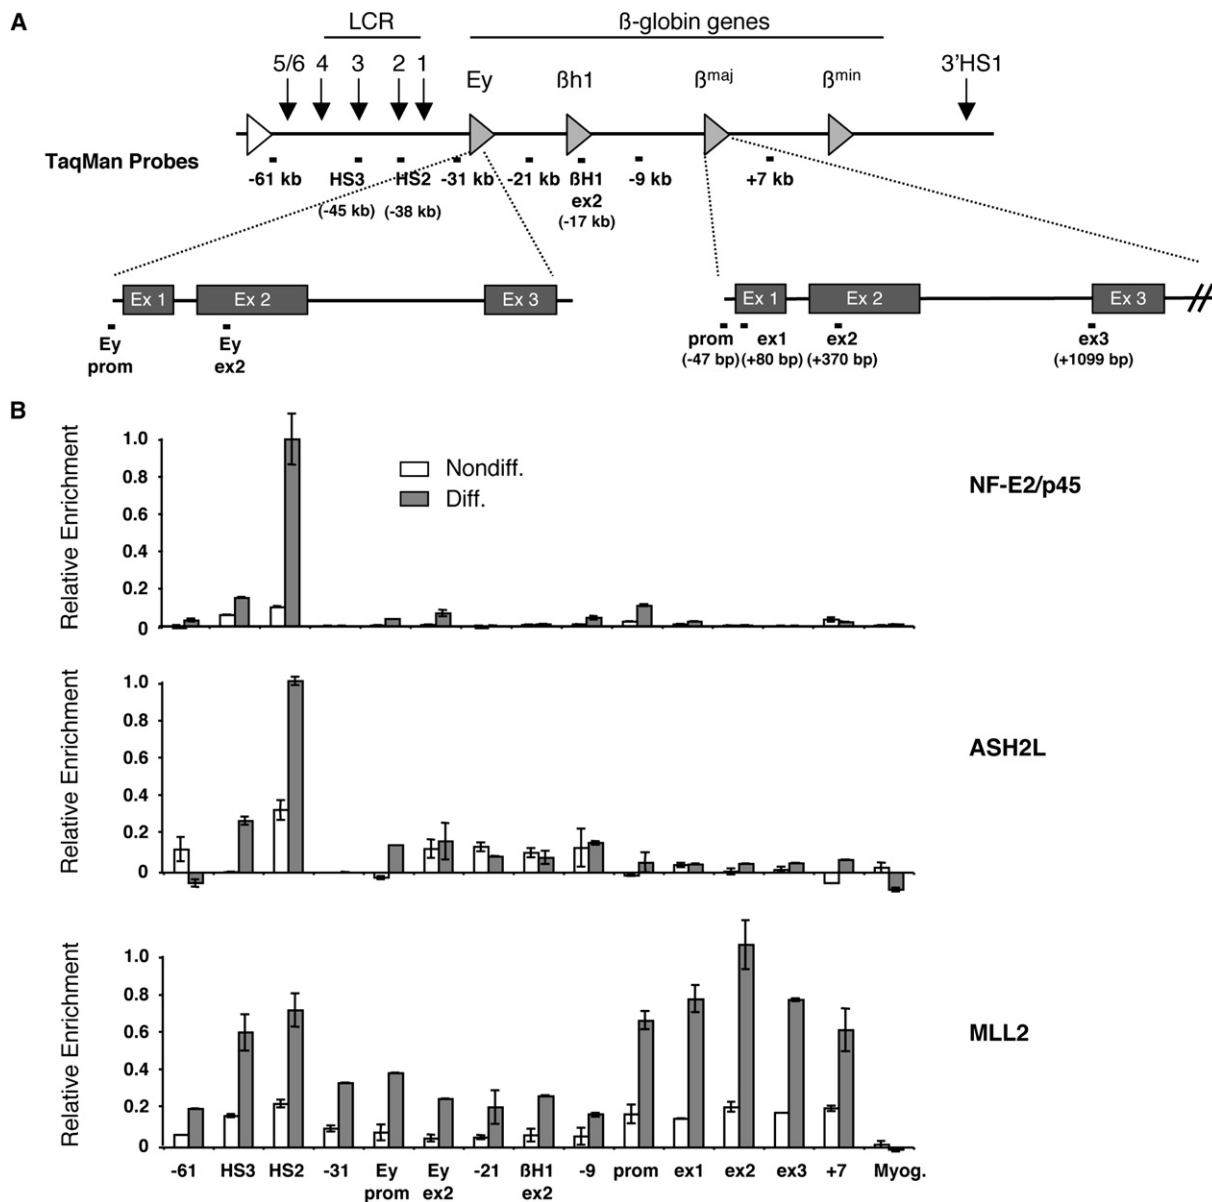 A
LCR
ß-globin genes
5/6 4 3 2 1
Ey ßh1 ßmaj ßmin 3'HS1
TaqMan Probes
-61 kb HS3 HS2 -31 kb -21 kb ßH1 -9 kb +7 kb
(-45 kb) (-38 kb) ex2
(-17 kb)
Ex 1 Ex 2 Ex 3 Ex 1 Ex 2 Ex 3
Ey Ey prom ex1 ex2 ex3
prom ex2 (-47 bp) (+80 bp) (+370 bp) (+1099 bp)
B
Relative Enrichment
1.0
0.8
0.6
0.4
0.2
0
Nondiff.
Diff.
NF-E2/p45
Relative Enrichment
1.0
0.8
0.6
0.4
0.2
0
ASH2L
Relative Enrichment
1.0
0.8
0.6
0.4
0.2
0
MLL2
-61 HS3 HS2 -31 Ey Ey -21 ßH1 -9 prom ex1 ex2 ex3 +7 Myog.
prom ex2 ex2